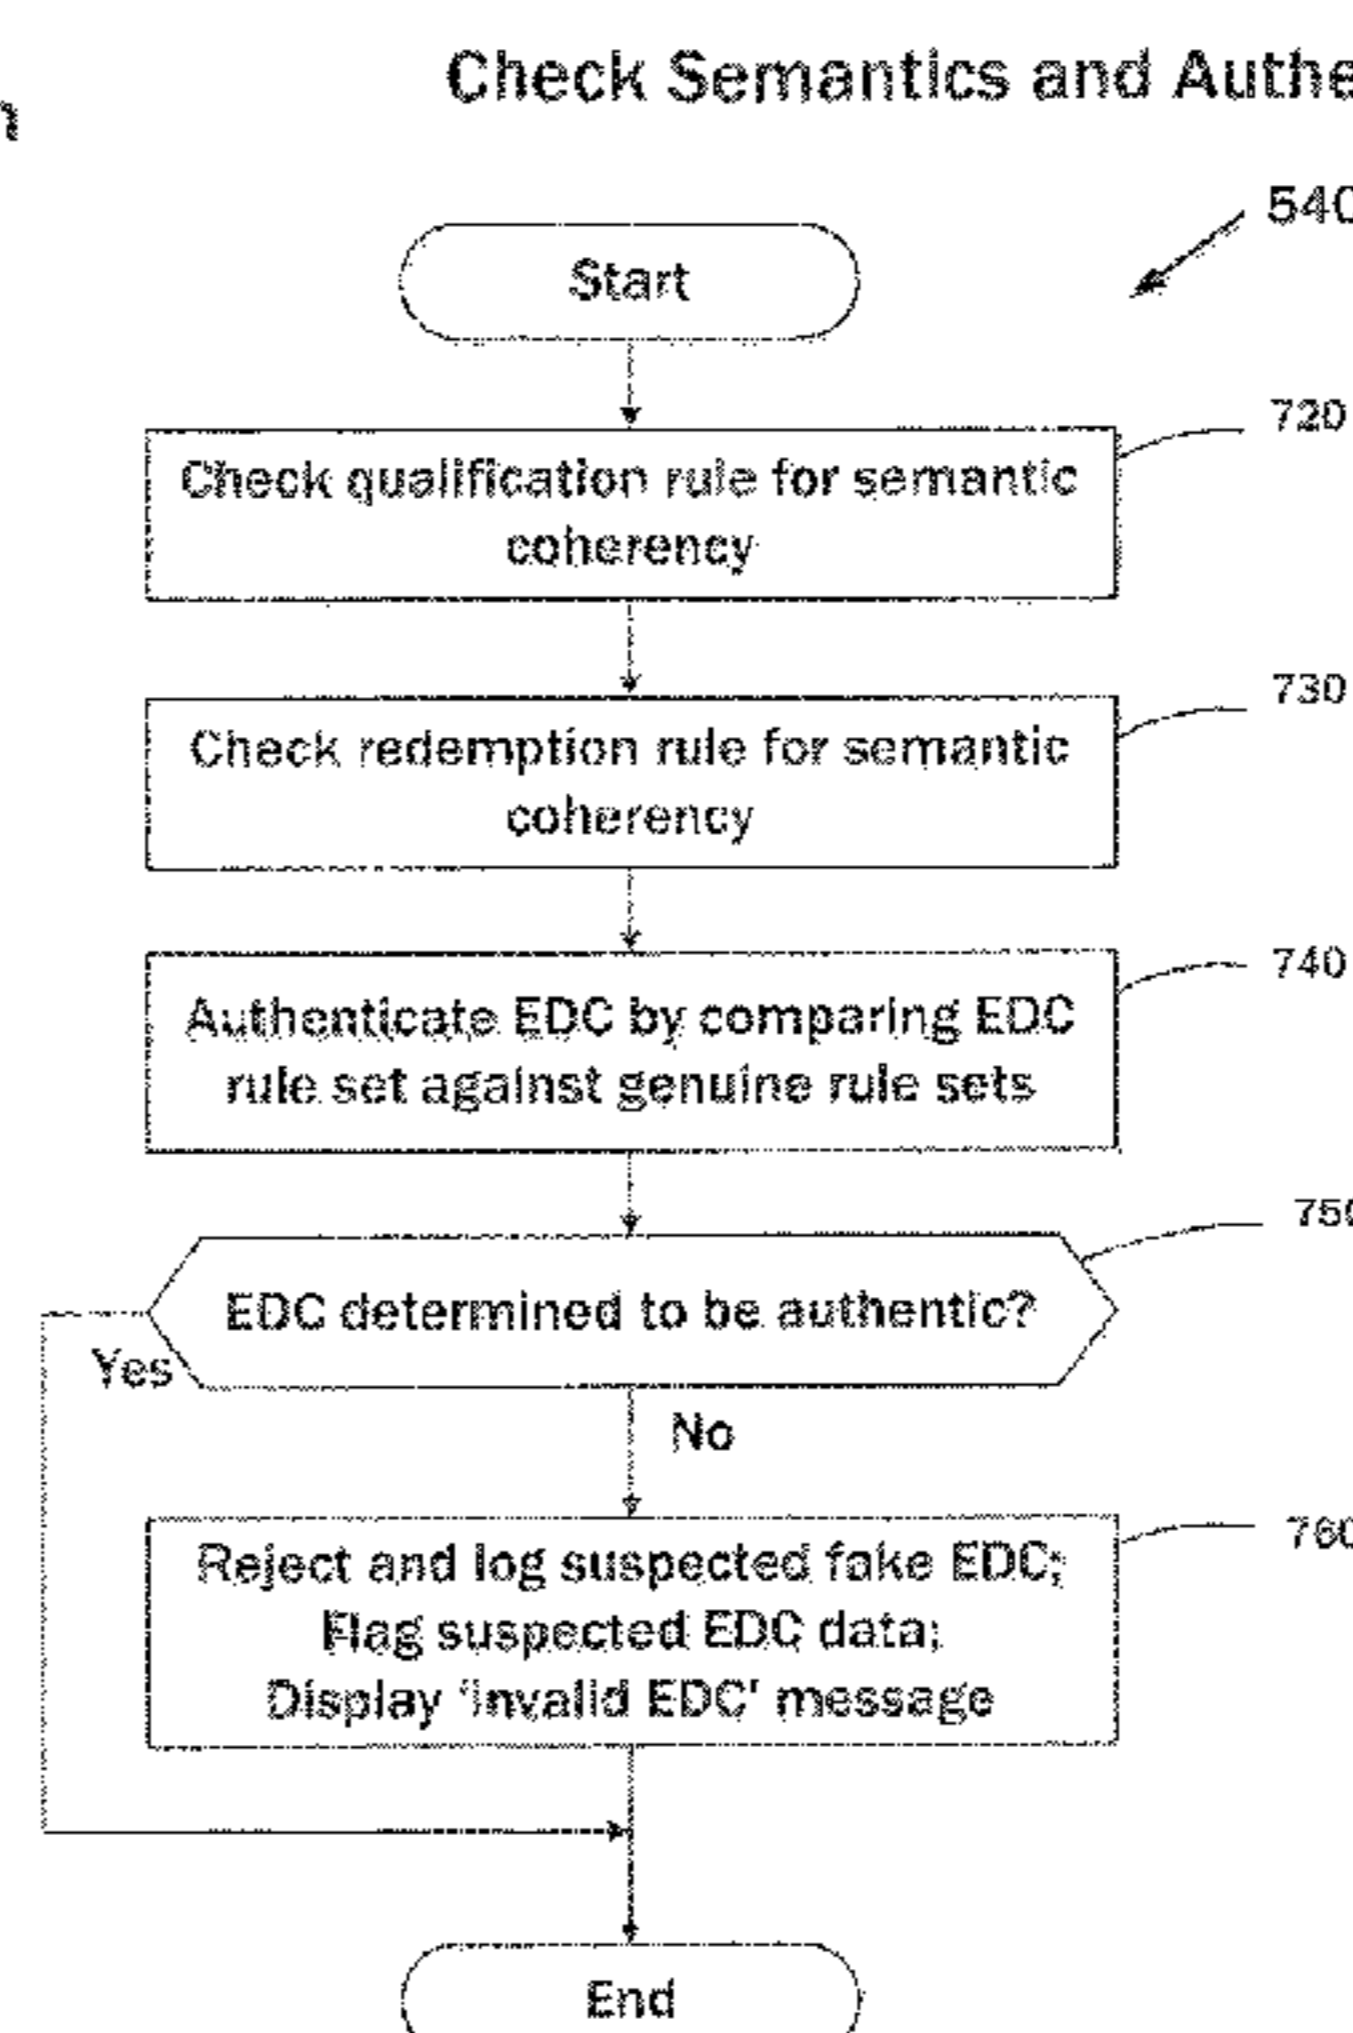 Check Semantics and Authe
540
Start
720
Check qualification rule for semantic
coherency
730
Check redemption rule for semantic
coherency
740
Authenticate EDC by comparing EDC
rule set against genuine rule sets
750
EDC determined to be authentic?
Yes
No
760
Reject and log suspected fake EDC;
Flag suspected EDC data;
Display 'invalid EDC' message
End